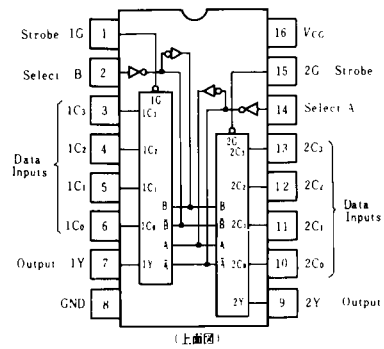 Strobe 1G 1
Select B 2
1C3 3
1C2 4
1C1 5
1C0 6
Data
Inputs
Output 1Y 7
GND 8
1G
1C3
1C2
1C1
1C0
1Y
B
B̄
A
Ā
B
B̄
A
Ā
2G
2C3
2C2
2C1
2C0
2Y
16 VCC
15 2G Strobe
14 Select A
13 2C3
12 2C2
11 2C1
10 2C0
Data
Inputs
9 2Y Output
(上面図)